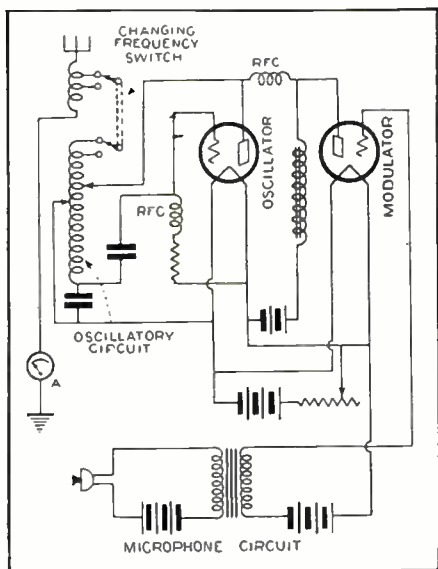 CHANGING
FREQUENCY
SWITCH
RFC
OSCILLATOR
MODULATOR
RFC
OSCILLATORY
CIRCUIT
A
MICROPHONE CIRCUIT